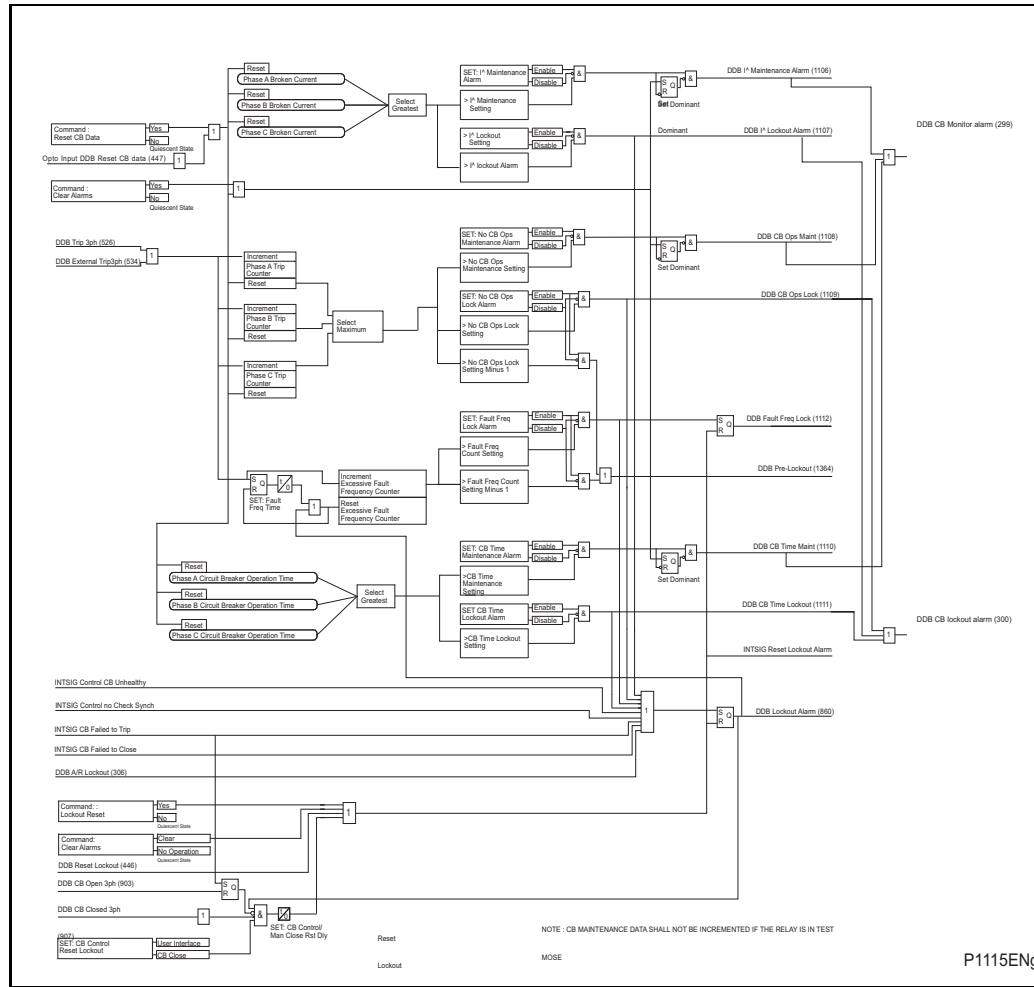 Reset
Phase A Broken Current
Reset
Phase B Broken Current
Reset
Phase C Broken Current
Select
Greatest
SET: I^ Maintenance
Alarm
Enable
Disable
> I^ Maintenance
Setting
> I^ Lockout
Setting
Enable
Disable
> I^ lockout Alarm
&
&
S
R
Q
&
Dominant
Dominant
DDB I^ Maintenance Alarm (1106)
DDB I^ Lockout Alarm (1107)
DDB CB Monitor alarm (299)
1
Command :
Reset CB Data
Yes
No
Quiescent State
1
Opto Input DDB Reset CB data (447)
1
Command :
Clear Alarms
Yes
No
Quiescent State
1
DDB Trip 3ph (526)
DDB External Trip3ph (534)
1
Increment
Phase A Trip
Counter
Reset
Increment
Phase B Trip
Counter
Reset
Increment
Phase C Trip
Counter
Reset
Select
Maximum
SET: No CB Ops
Maintenance Alarm
Enable
Disable
> No CB Ops
Maintenance Setting
SET: No CB Ops
Lock Alarm
Enable
Disable
> No CB Ops Lock
Setting
> No CB Ops Lock
Setting Minus 1
&
&
&
S
R
Q
&
Set Dominant
DDB CB Ops Maint (1108)
DDB CB Ops Lock (1109)
SET: Fault Freq
Lock Alarm
Enable
Disable
> Fault Freq
Count Setting
> Fault Freq Count
Setting Minus 1
&
&
1
S
R
Q
DDB Fault Freq Lock (1112)
DDB Pre-Lockout (1364)
S
R
Q
t
0
SET: Fault
Freq Time
1
Increment
Excessive Fault
Frequency Counter
Reset
Excessive Fault
Frequency Counter
Reset
Phase A Circuit Breaker Operation Time
Reset
Phase B Circuit Breaker Operation Time
Reset
Phase C Circuit Breaker Operation Time
Select
Greatest
SET: CB Time
Maintenance Alarm
Enable
Disable
>CB Time
Maintenance
Setting
SET CB Time
Lockout Alarm
Enable
Disable
>CB Time Lockout
Setting
&
&
S
R
Q
&
Set Dominant
DDB CB Time Maint (1110)
DDB CB Time Lockout (1111)
1
DDB CB lockout alarm (300)
INTSIG Reset Lockout Alarm
INTSIG Control CB Unhealthy
INTSIG Control no Check Synch
INTSIG CB Failed to Trip
INTSIG CB Failed to Close
DDB A/R Lockout (306)
1
S
R
Q
DDB Lockout Alarm (860)
Command: :
Lockout Reset
Yes
No
Quiescent State
Command:
Clear Alarms
Clear
No Operation
Quiescent State
1
DDB Reset Lockout (446)
DDB CB Open 3ph (903)
S
R
Q
DDB CB Closed 3ph
1
&
t
0
SET: CB Control/
Man Close Rst Dly
(907)
SET: CB Control
Reset Lockout
User Interface
CB Close
Reset
Lockout
NOTE : CB MAINTENANCE DATA SHALL NOT BE INCREMENTED IF THE RELAY IS IN TEST
MOSE
P1115ENg